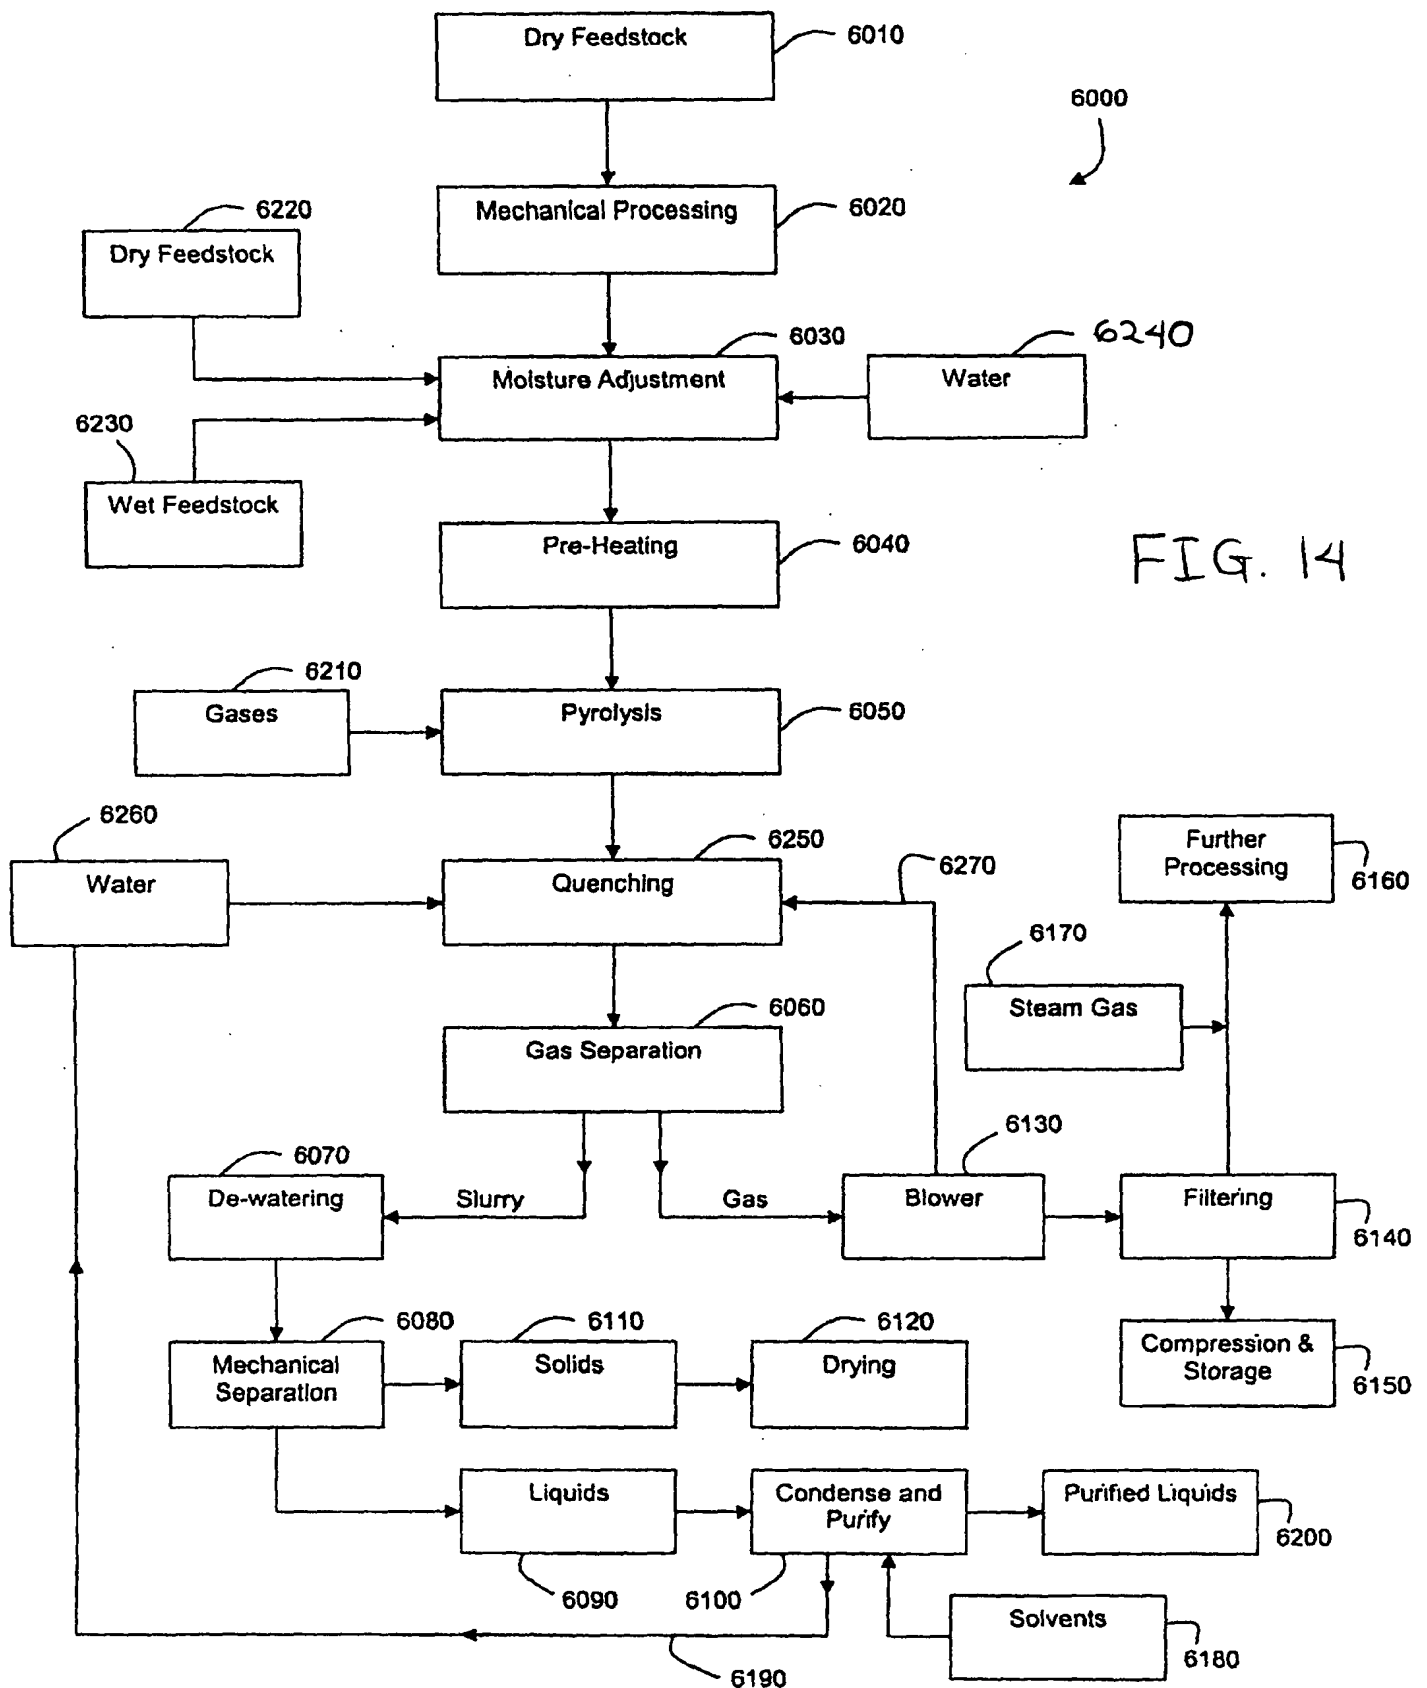 Dry Feedstock
6010
6000
Mechanical Processing
6020
6220
Dry Feedstock
6030
Moisture Adjustment
6240
Water
6230
Wet Feedstock
Pre-Heating
6040
FIG. 14
6210
Gases
Pyrolysis
6050
6260
Water
6250
Quenching
6270
Further
Processing
6160
6170
Steam Gas
6060
Gas Separation
6070
De-watering
Slurry
Gas
6130
Blower
Filtering
6140
6080
Mechanical
Separation
6110
Solids
6120
Drying
Compression &
Storage
6150
Liquids
6090
Condense and
Purify
6100
Purified Liquids
6200
Solvents
6180
6190